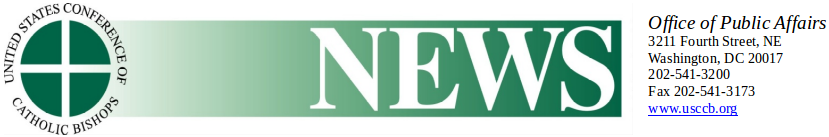 UNITED STATES CONFERENCE OF
CATHOLIC BISHOPS
NEWS
Office of Public Affairs
3211 Fourth Street, NE
Washington, DC 20017
202-541-3200
Fax 202-541-3173
www.usccb.org